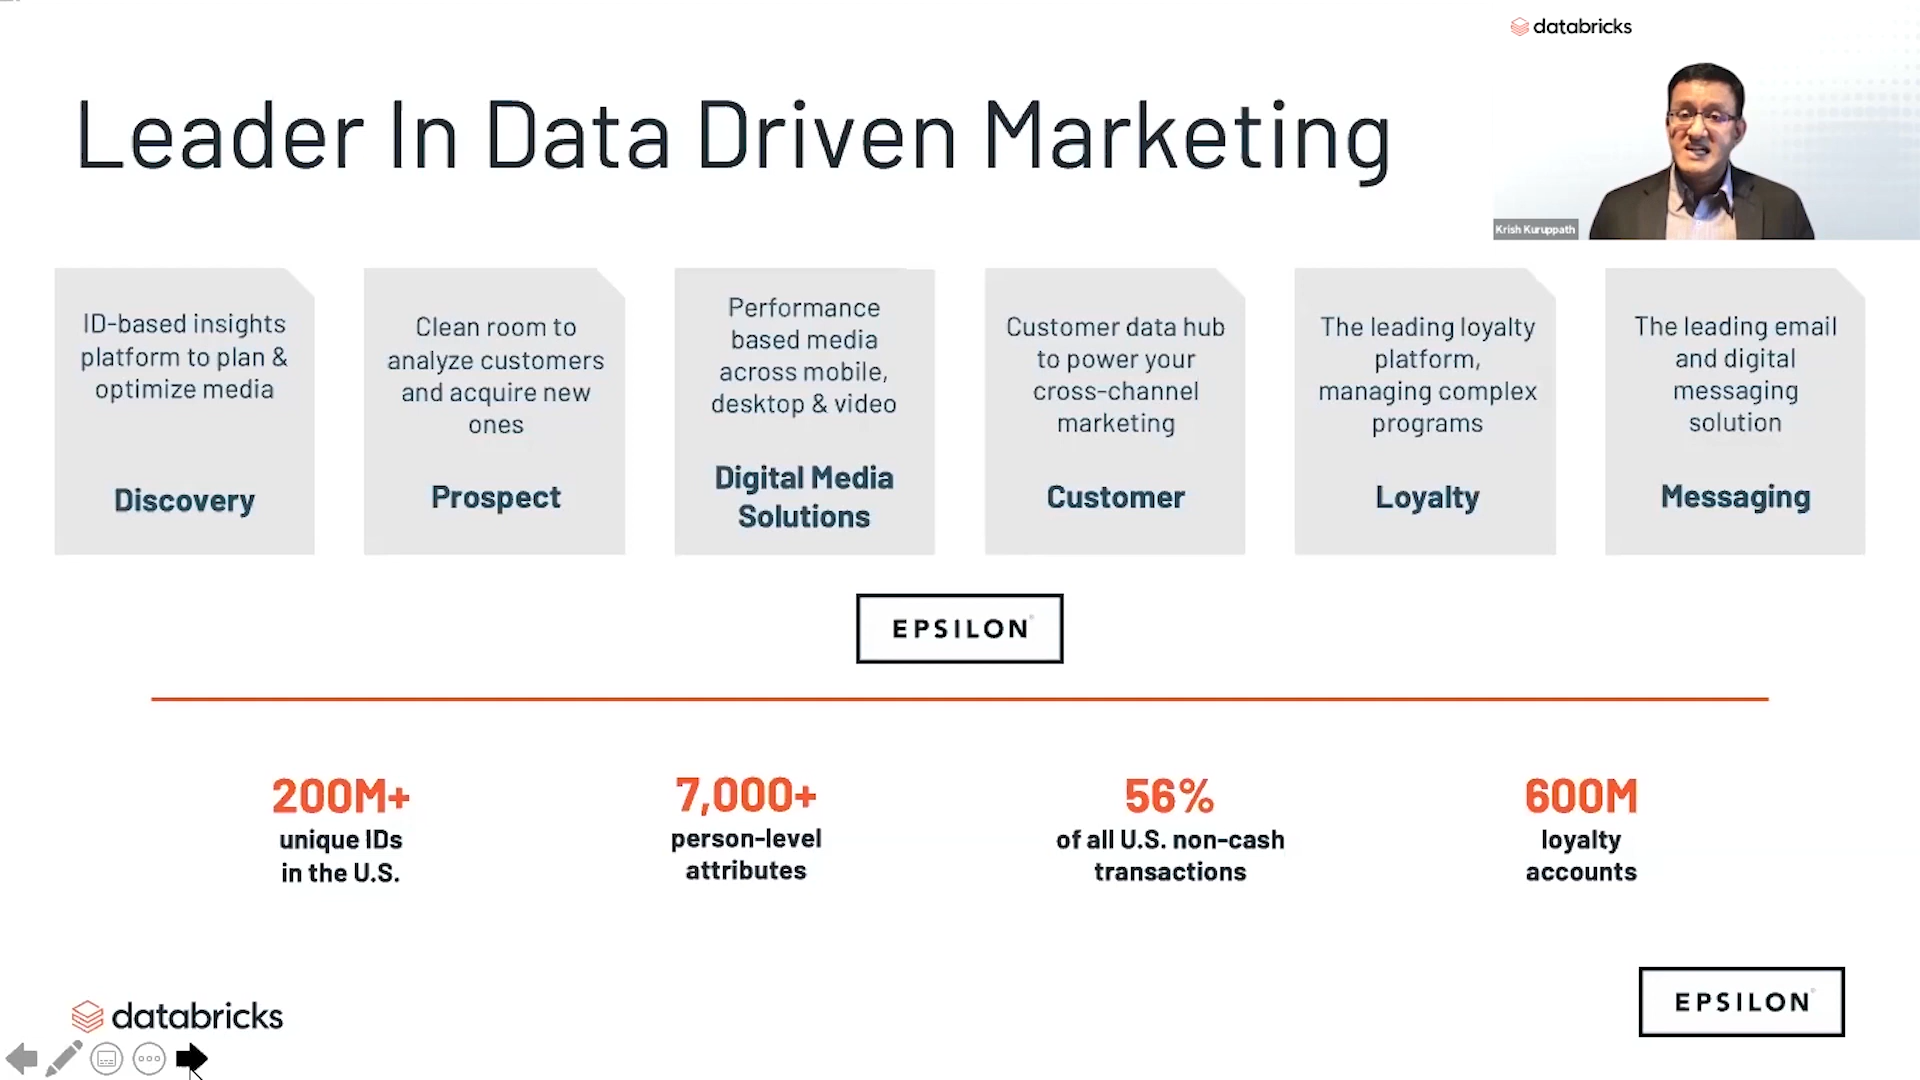 databricks
Leader In Data Driven Marketing
Krish Kuruppath
ID-based insights
platform to plan &
optimize media
Discovery
Clean room to
analyze customers
and acquire new
ones
Prospect
Performance
based media
across mobile,
desktop & video
Digital Media
Solutions
Customer data hub
to power your
cross-channel
marketing
Customer
The leading loyalty
platform,
managing complex
programs
Loyalty
The leading email
and digital
messaging
solution
Messaging
EPSILON
200M+
unique IDs
in the U.S.
7,000+
person-level
attributes
56%
of all U.S. non-cash
transactions
600M
loyalty
accounts
databricks
EPSILON